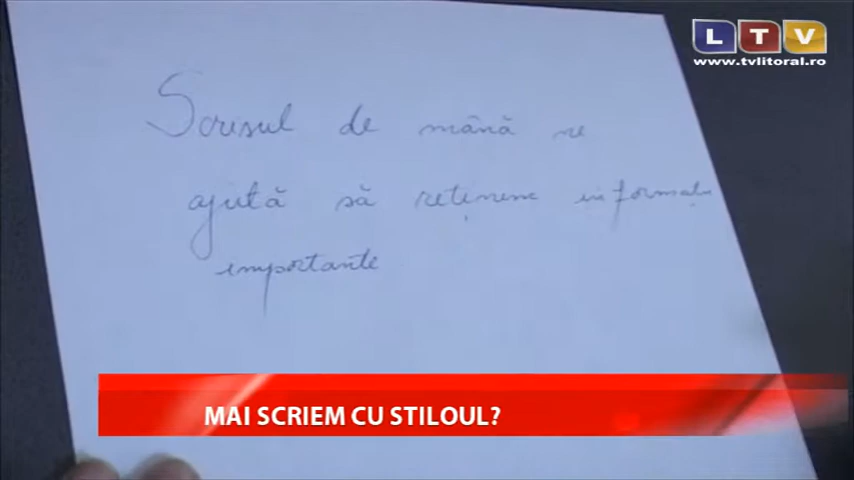 LTV
www.tvlitoral.ro
Scrisul de mână ne
ajută să reținem informații
importante
MAI SCRIEM CU STILOUL?